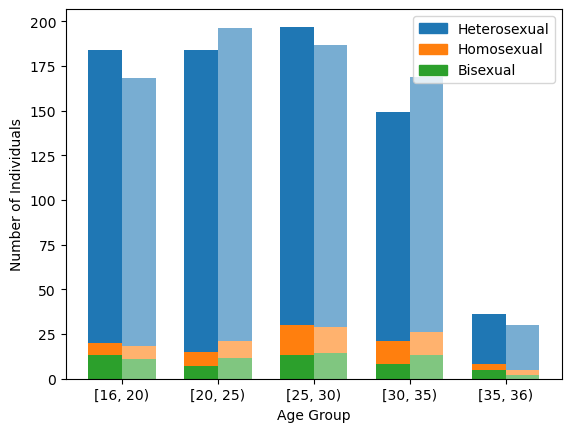 200
175
150
125
100
75
50
25
0
Number of Individuals
Heterosexual
Homosexual
Bisexual
[16, 20)
[20, 25)
[25, 30)
[30, 35)
[35, 36)
Age Group